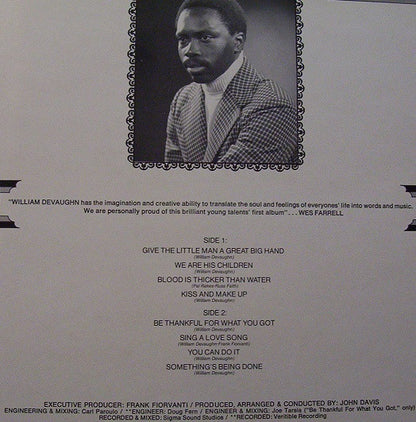 "WILLIAM DEVAUGHN has the imagination and creative ability to translate the soul and feelings of everyones' life into words and music.
We are personally proud of this brilliant young talents' first album" . . . WES FARRELL
SIDE 1:
GIVE THE LITTLE MAN A GREAT BIG HAND
(William Devaughn)
WE ARE HIS CHILDREN
(William Devaughn)
BLOOD IS THICKER THAN WATER
(Pat Rakes-Russ Faith)
KISS AND MAKE UP
(William Devaughn)
SIDE 2:
BE THANKFUL FOR WHAT YOU GOT
(William Devaughn)
SING A LOVE SONG
(William Devaughn-Frank Fioravanti)
YOU CAN DO IT
(William Devaughn)
SOMETHING'S BEING DONE
(William Devaughn)
EXECUTIVE PRODUCER: FRANK FIORVANTI / PRODUCED, ARRANGED & CONDUCTED BY: JOHN DAVIS
ENGINEERING & MIXING: Carl Paruolo / **ENGINEER: Doug Fern / ENGINEER & MIXING: Joe Tarsia ("Be Thankful For What You Got," only)
RECORDED & MIXED: Sigma Sound Studios / **RECORDED: Veritible Recording